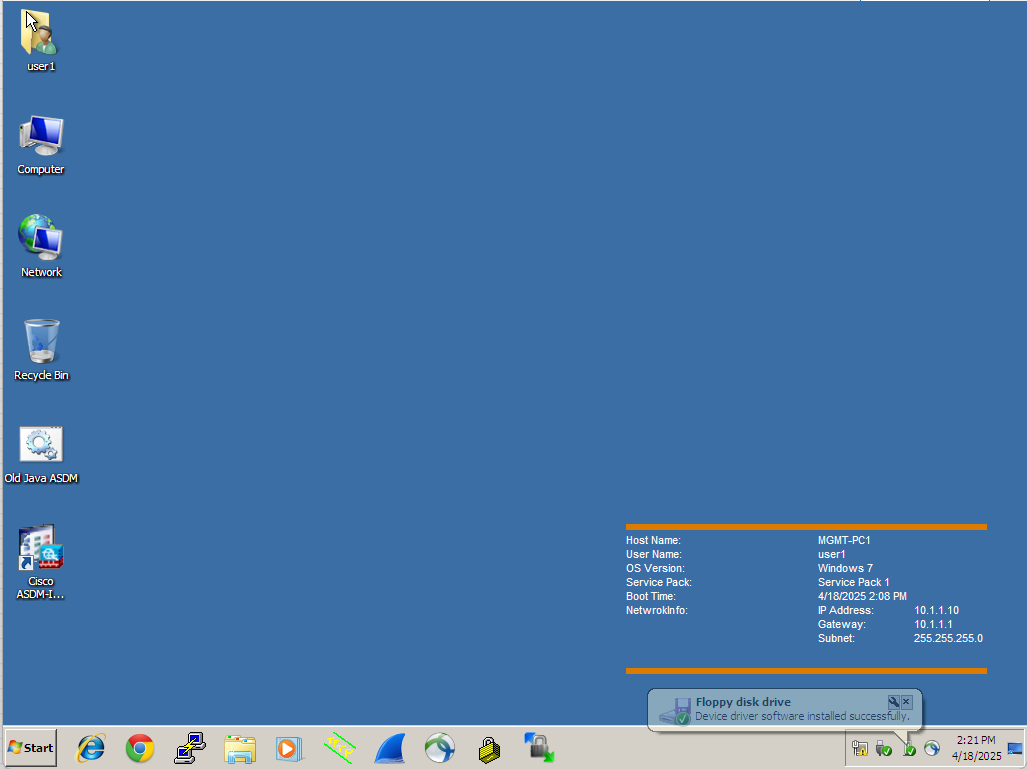 user1
Computer
Network
Recycle Bin
Old Java ASDM
Cisco
ASDM-I...
Host Name: MGMT-PC1
User Name: user1
OS Version: Windows 7
Service Pack: Service Pack 1
Boot Time: 4/18/2025 2:08 PM
NetwrokInfo: IP Address: 10.1.1.10
Gateway: 10.1.1.1
Subnet: 255.255.255.0
Floppy disk drive
Device driver software installed successfully.
Start
2:21 PM
4/18/2025